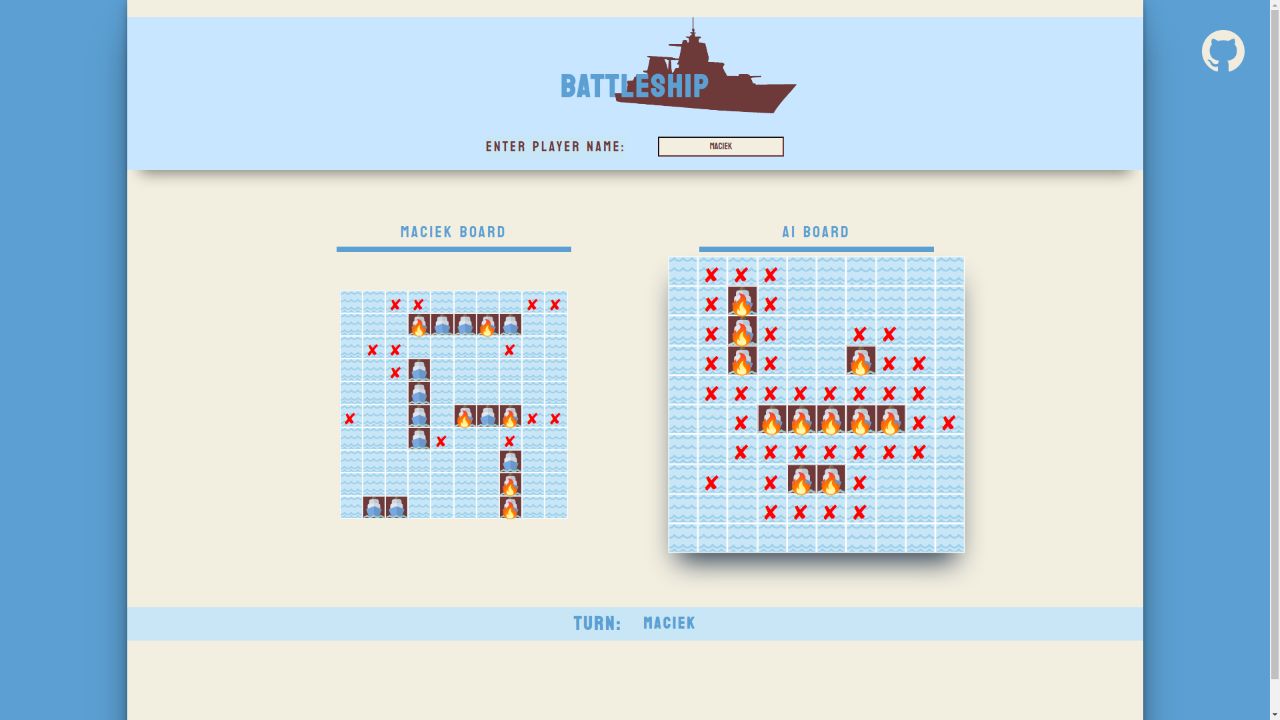 BATTLESHIP
ENTER PLAYER NAME:
MACIEK
MACIEK BOARD
AI BOARD
TURN: MACIEK